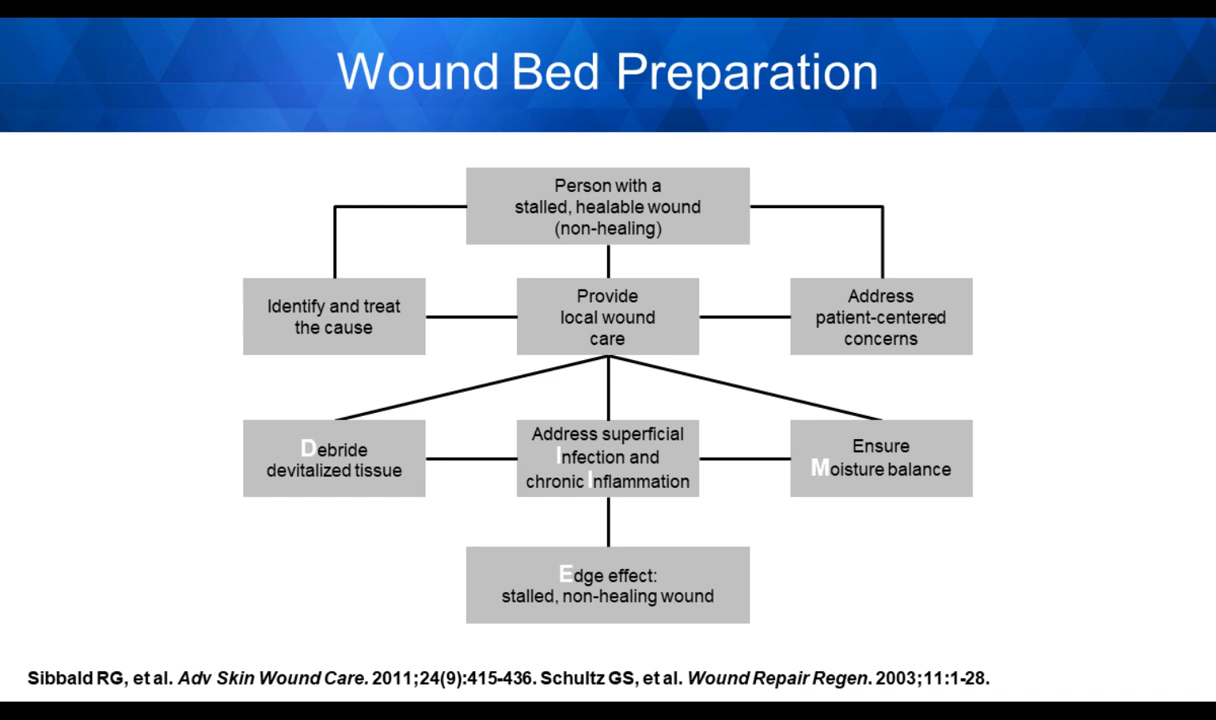 Wound Bed Preparation
Person with a
stalled, healable wound
(non-healing)
Identify and treat
the cause
Provide
local wound
care
Address
patient-centered
concerns
Debride
devitalized tissue
Address superficial
Infection and
chronic Inflammation
Ensure
Moisture balance
Edge effect:
stalled, non-healing wound
Sibbald RG, et al. Adv Skin Wound Care. 2011;24(9):415-436. Schultz GS, et al. Wound Repair Regen. 2003;11:1-28.